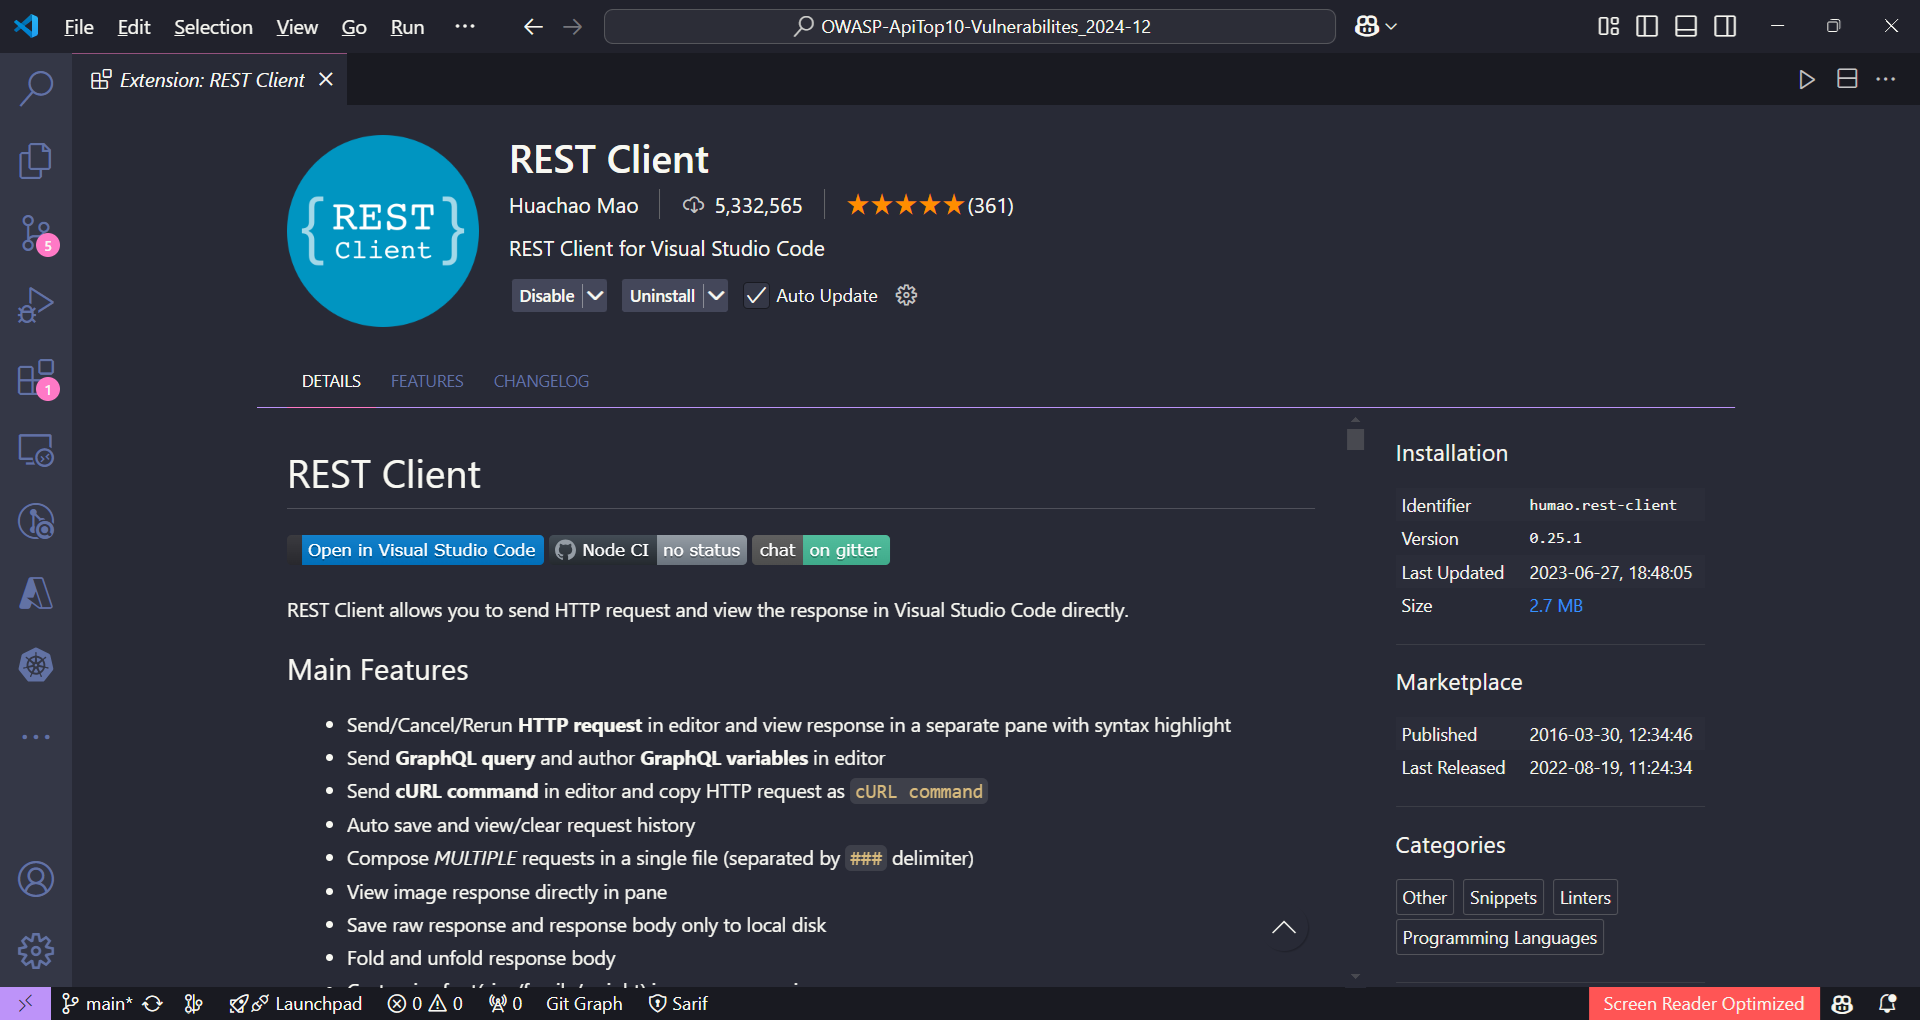 File Edit Selection View Go Run ··· OWASP-ApiTop10-Vulnerabilites_2024-12
Extension: REST Client
{REST Client}
REST Client
Huachao Mao 5,332,565 (361)
REST Client for Visual Studio Code
Disable Uninstall Auto Update
5
1
DETAILS FEATURES CHANGELOG
REST Client
Open in Visual Studio Code Node CI no status chat on gitter
REST Client allows you to send HTTP request and view the response in Visual Studio Code directly.
Main Features
• Send/Cancel/Rerun HTTP request in editor and view response in a separate pane with syntax highlight
• Send GraphQL query and author GraphQL variables in editor
• Send cURL command in editor and copy HTTP request as cURL command
• Auto save and view/clear request history
• Compose MULTIPLE requests in a single file (separated by ### delimiter)
• View image response directly in pane
• Save raw response and response body only to local disk
• Fold and unfold response body
Installation
Identifier humao.rest-client
Version 0.25.1
Last Updated 2023-06-27, 18:48:05
Size 2.7 MB
Marketplace
Published 2016-03-30, 12:34:46
Last Released 2022-08-19, 11:24:34
Categories
Other Snippets Linters
Programming Languages
main* Launchpad 0 0 0 Git Graph Sarif Screen Reader Optimized